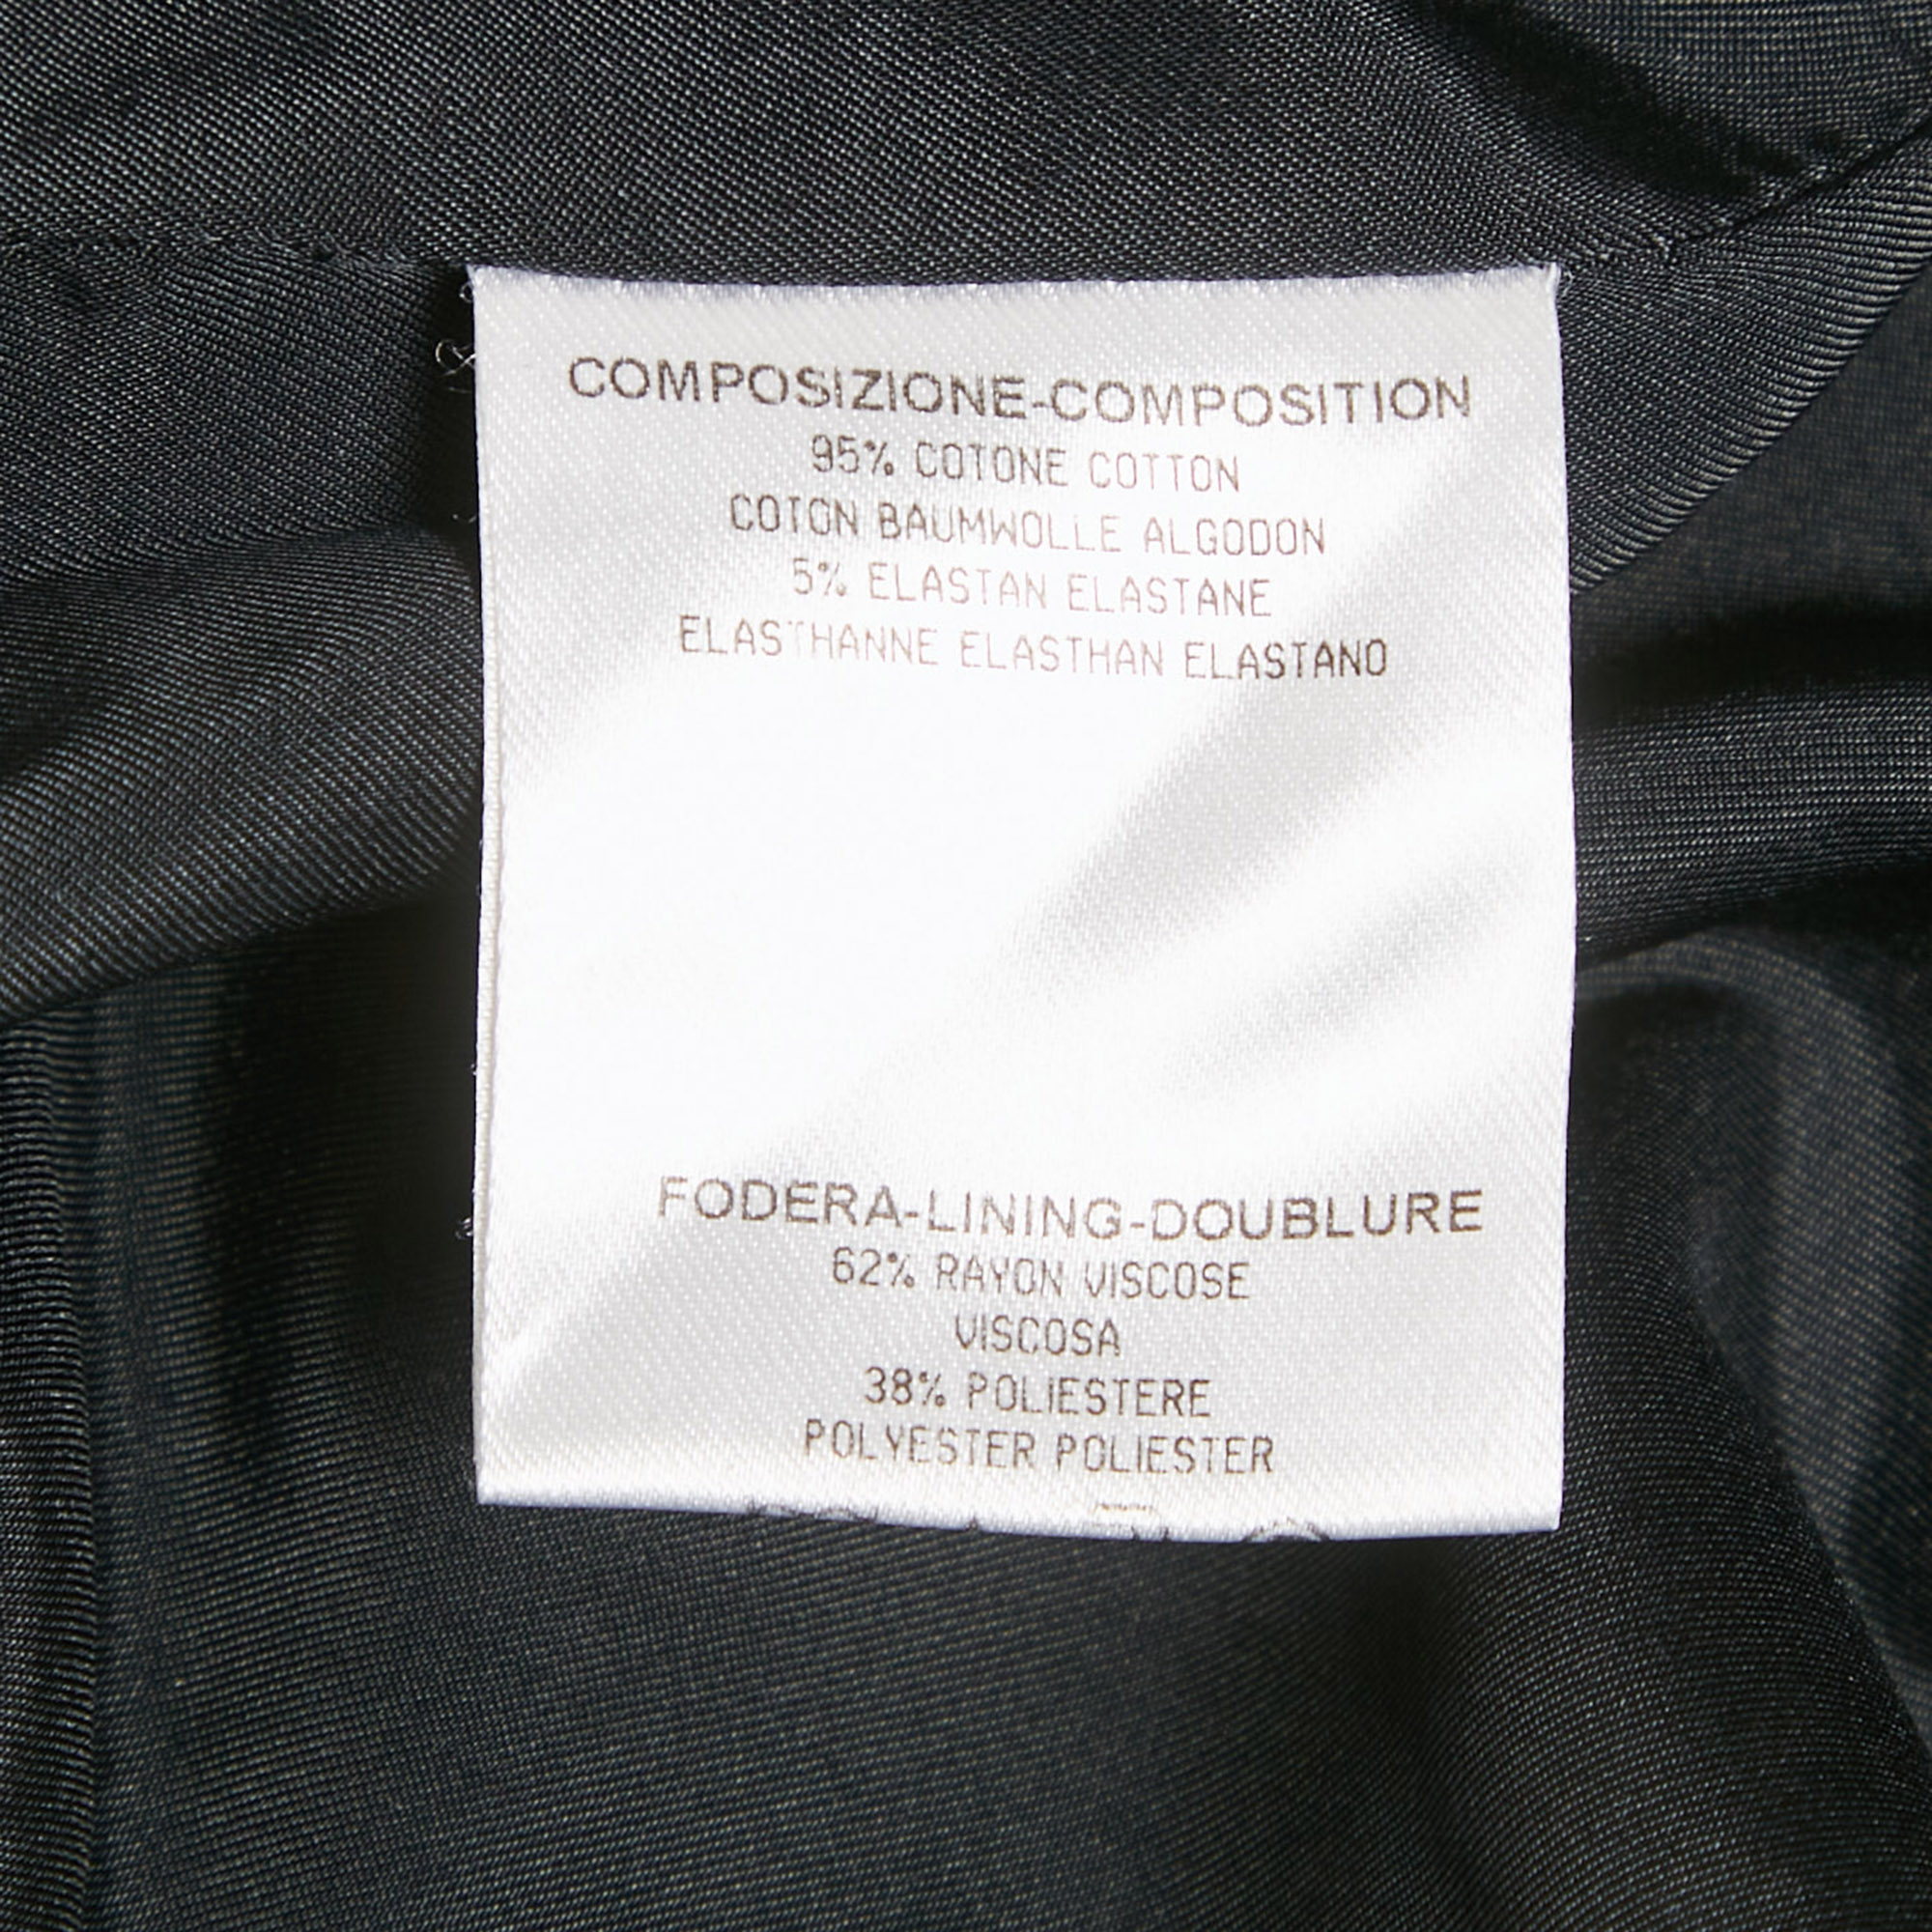 COMPOSIZIONE-COMPOSITION
95% COTONE COTTON
COTON BAUMWOLLE ALGODON
5% ELASTAN ELASTANE
ELASTHANNE ELASTHAN ELASTANO
FODERA-LINING-DOUBLURE
62% RAYON VISCOSE
VISCOSA
38% POLIESTERE
POLYESTER POLIESTER